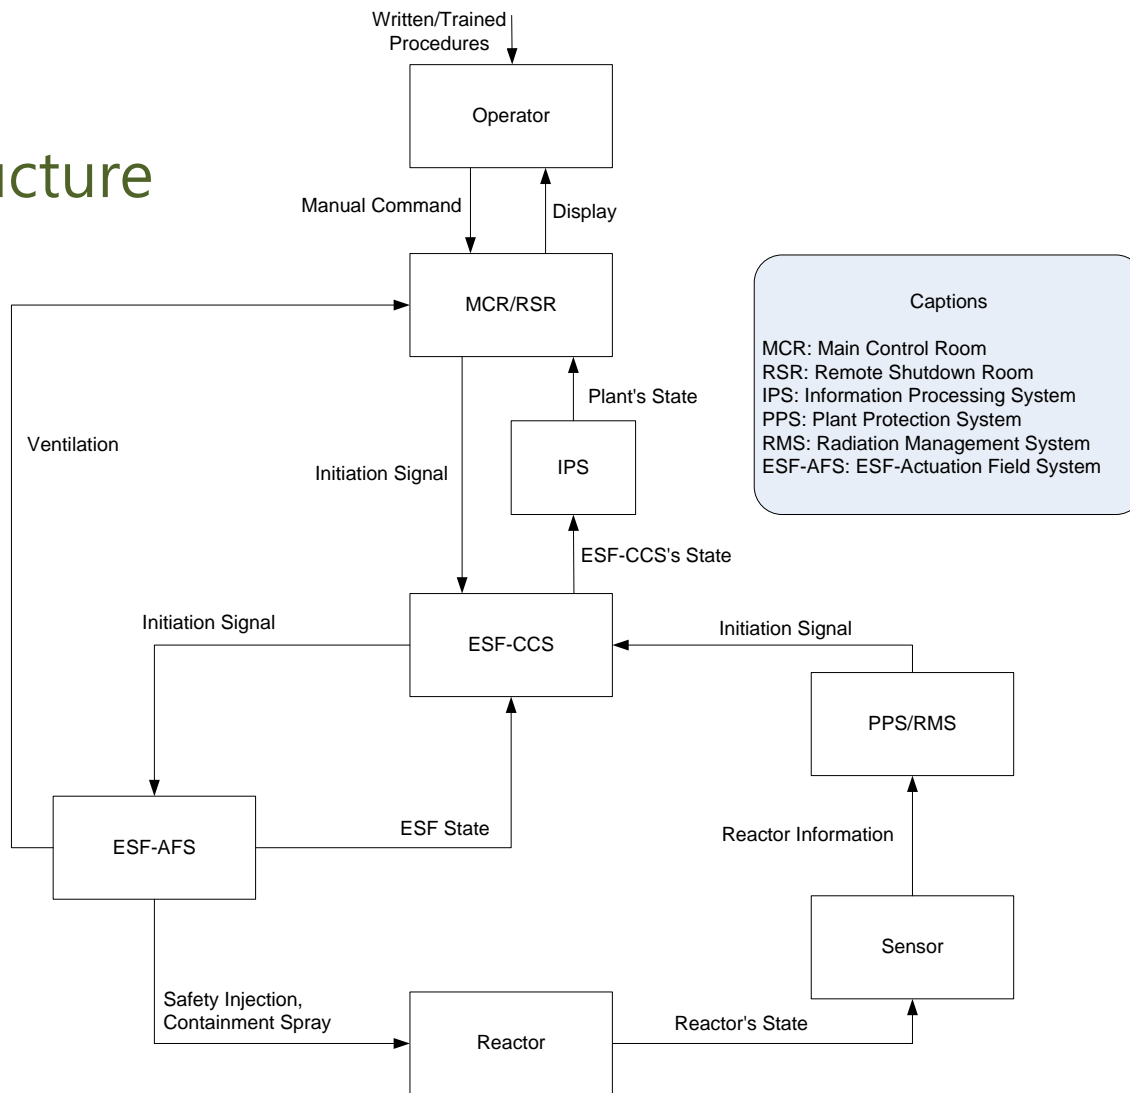 Written/Trained
Procedures
Operator
ucture
Manual Command
Display
MCR/RSR
Captions
MCR: Main Control Room
RSR: Remote Shutdown Room
IPS: Information Processing System
PPS: Plant Protection System
RMS: Radiation Management System
ESF-AFS: ESF-Actuation Field System
Plant's State
Ventilation
Initiation Signal
IPS
ESF-CCS's State
Initiation Signal
ESF-CCS
Initiation Signal
PPS/RMS
ESF State
ESF-AFS
Reactor Information
Sensor
Safety Injection,
Containment Spray
Reactor
Reactor's State